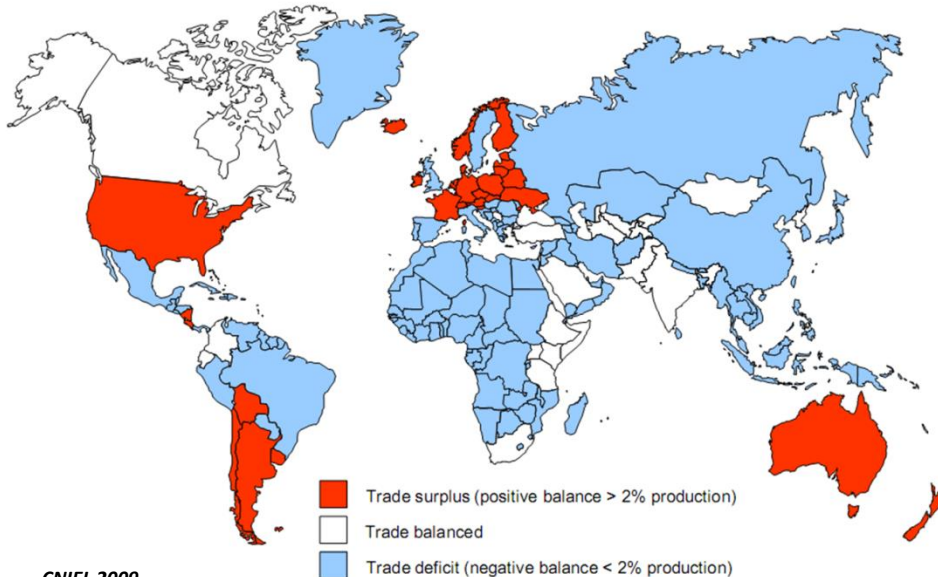 Trade surplus (positive balance > 2% production)
Trade balanced
Trade deficit (negative balance < 2% production)
CNIEL 2009